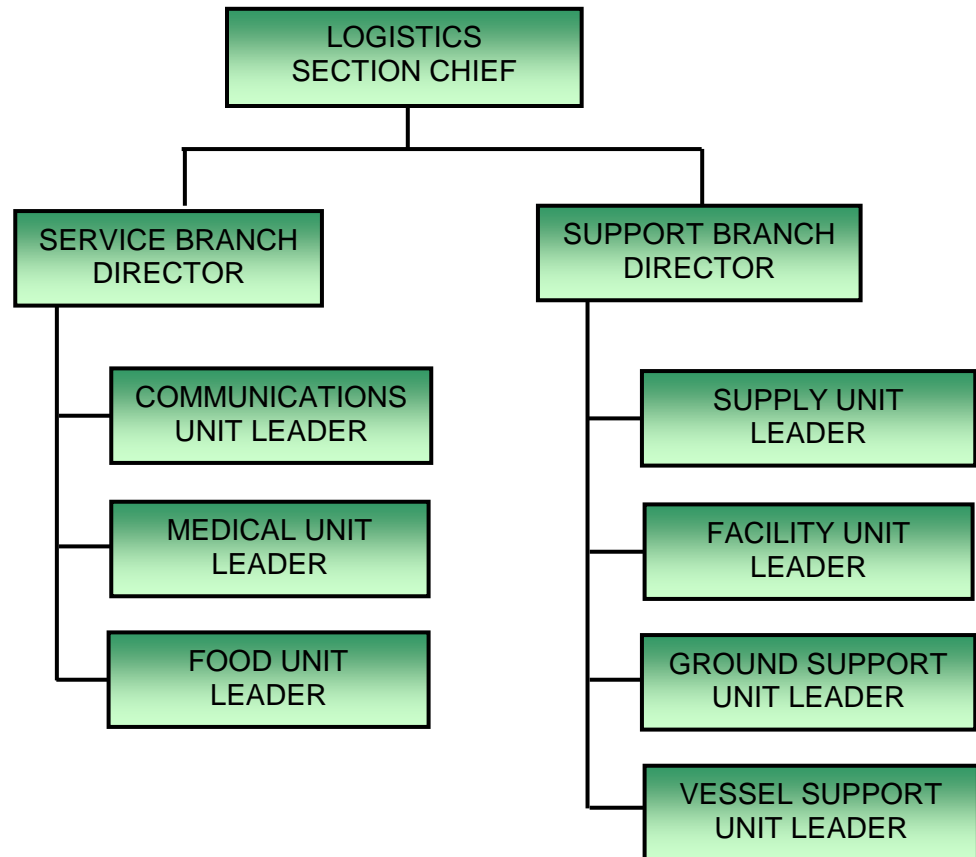 LOGISTICS
SECTION CHIEF
SERVICE BRANCH
DIRECTOR
COMMUNICATIONS
UNIT LEADER
MEDICAL UNIT
LEADER
FOOD UNIT
LEADER
SUPPORT BRANCH
DIRECTOR
SUPPLY UNIT
LEADER
FACILITY UNIT
LEADER
GROUND SUPPORT
UNIT LEADER
VESSEL SUPPORT
UNIT LEADER